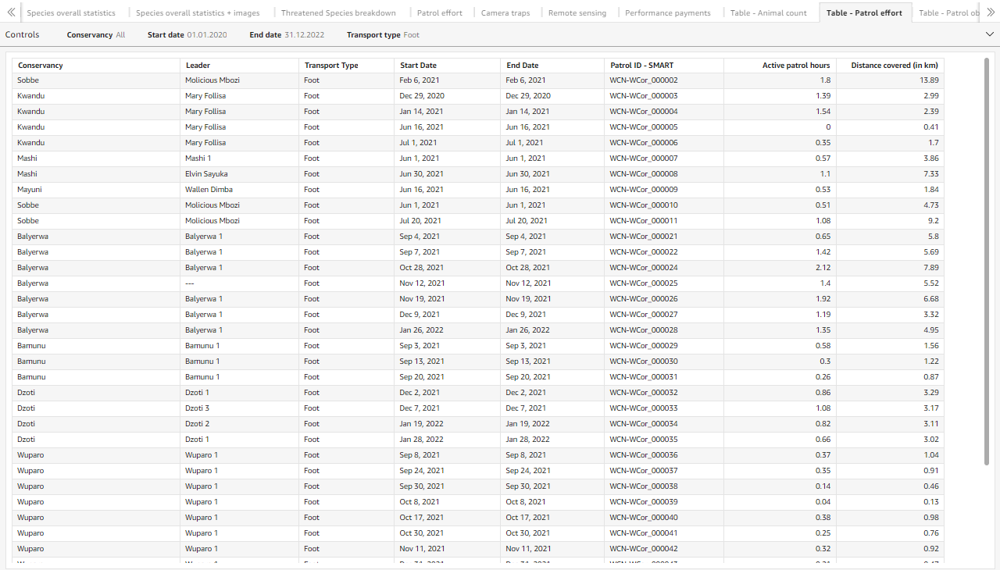 Species overall statistics Species overall statistics + images Threatened Species breakdown Patrol effort Camera traps Remote sensing Performance payments Table - Animal count Table - Patrol effort Table - Patrol ob
Controls Conservancy All Start date 01.01.2020 End date 31.12.2022 Transport type Foot
Conservancy Leader Transport Type Start Date End Date Patrol ID - SMART Active patrol hours Distance covered (in km)
Sobbe Molicious Mbozi Foot Feb 6, 2021 Feb 6, 2021 WCN-WCor_000002 1.8 13.89
Kwandu Mary Follisa Foot Dec 29, 2020 Dec 29, 2020 WCN-WCor_000003 1.39 2.99
Kwandu Mary Follisa Foot Jan 14, 2021 Jan 14, 2021 WCN-WCor_000004 1.54 2.39
Kwandu Mary Follisa Foot Jun 16, 2021 Jun 16, 2021 WCN-WCor_000005 0 0.41
Kwandu Mary Follisa Foot Jul 1, 2021 Jul 1, 2021 WCN-WCor_000006 0.35 1.7
Mashi Mashi 1 Foot Jun 1, 2021 Jun 1, 2021 WCN-WCor_000007 0.57 3.86
Mashi Elvin Sayuka Foot Jun 30, 2021 Jun 30, 2021 WCN-WCor_000008 1.1 7.33
Mayuni Wallen Dimba Foot Jun 16, 2021 Jun 16, 2021 WCN-WCor_000009 0.53 1.84
Sobbe Molicious Mbozi Foot Jun 1, 2021 Jun 1, 2021 WCN-WCor_000010 0.51 4.73
Sobbe Molicious Mbozi Foot Jul 20, 2021 Jul 20, 2021 WCN-WCor_000011 1.08 9.2
Balyerwa Balyerwa 1 Foot Sep 4, 2021 Sep 4, 2021 WCN-WCor_000021 0.65 5.8
Balyerwa Balyerwa 1 Foot Sep 7, 2021 Sep 7, 2021 WCN-WCor_000022 1.42 5.69
Balyerwa Balyerwa 1 Foot Oct 28, 2021 Oct 28, 2021 WCN-WCor_000024 2.12 7.89
Balyerwa --- Foot Nov 12, 2021 Nov 12, 2021 WCN-WCor_000025 1.4 5.52
Balyerwa Balyerwa 1 Foot Nov 19, 2021 Nov 19, 2021 WCN-WCor_000026 1.92 6.68
Balyerwa Balyerwa 1 Foot Dec 9, 2021 Dec 9, 2021 WCN-WCor_000027 1.19 3.32
Balyerwa Balyerwa 1 Foot Jan 26, 2022 Jan 26, 2022 WCN-WCor_000028 1.35 4.95
Bamunu Bamunu 1 Foot Sep 3, 2021 Sep 3, 2021 WCN-WCor_000029 0.58 1.56
Bamunu Bamunu 1 Foot Sep 13, 2021 Sep 13, 2021 WCN-WCor_000030 0.3 1.22
Bamunu Bamunu 1 Foot Sep 20, 2021 Sep 20, 2021 WCN-WCor_000031 0.26 0.87
Dzoti Dzoti 1 Foot Dec 2, 2021 Dec 2, 2021 WCN-WCor_000032 0.86 3.29
Dzoti Dzoti 3 Foot Dec 7, 2021 Dec 7, 2021 WCN-WCor_000033 1.08 3.17
Dzoti Dzoti 2 Foot Jan 19, 2022 Jan 19, 2022 WCN-WCor_000034 0.82 3.11
Dzoti Dzoti 1 Foot Jan 28, 2022 Jan 28, 2022 WCN-WCor_000035 0.66 3.02
Wuparo Wuparo 1 Foot Sep 8, 2021 Sep 8, 2021 WCN-WCor_000036 0.37 1.04
Wuparo Wuparo 1 Foot Sep 24, 2021 Sep 24, 2021 WCN-WCor_000037 0.35 0.91
Wuparo Wuparo 1 Foot Sep 30, 2021 Sep 30, 2021 WCN-WCor_000038 0.14 0.46
Wuparo Wuparo 1 Foot Oct 8, 2021 Oct 8, 2021 WCN-WCor_000039 0.04 0.13
Wuparo Wuparo 1 Foot Oct 17, 2021 Oct 17, 2021 WCN-WCor_000040 0.38 0.98
Wuparo Wuparo 1 Foot Oct 30, 2021 Oct 30, 2021 WCN-WCor_000041 0.25 0.76
Wuparo Wuparo 1 Foot Nov 11, 2021 Nov 11, 2021 WCN-WCor_000042 0.32 0.92